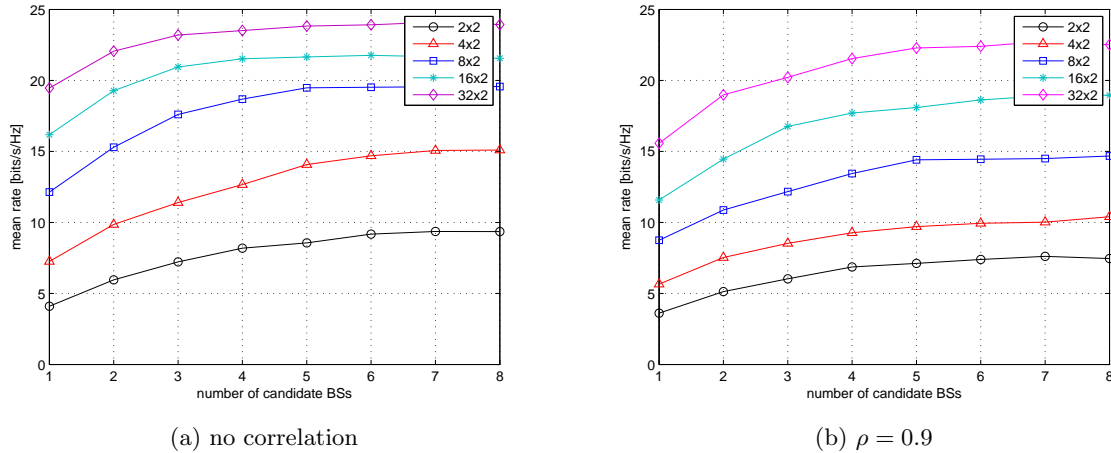 25
20
15
10
5
0
mean rate [bits/s/Hz]
1 2 3 4 5 6 7 8
number of candidate BSs
2x2
4x2
8x2
16x2
32x2
(a) no correlation
25
20
15
10
5
0
mean rate [bits/s/Hz]
1 2 3 4 5 6 7 8
number of candidate BSs
2x2
4x2
8x2
16x2
32x2
(b) ρ = 0.9